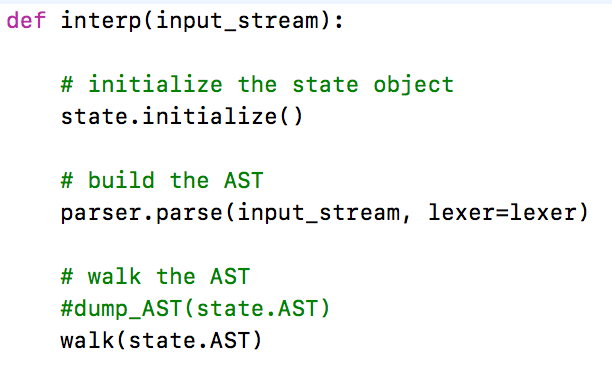 def interp(input_stream):
# initialize the state object
state.initialize()
# build the AST
parser.parse(input_stream, lexer=lexer)
# walk the AST
#dump_AST(state.AST)
walk(state.AST)